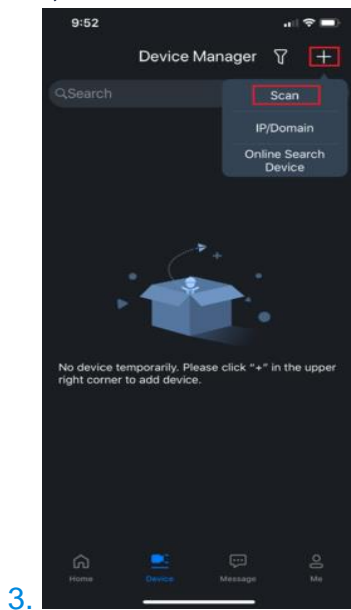 9:52
Device Manager
Search
Scan
IP/Domain
Online Search
Device
No device temporarily. Please click "+" in the upper
right corner to add device.
Home
Device
Message
Me
3.